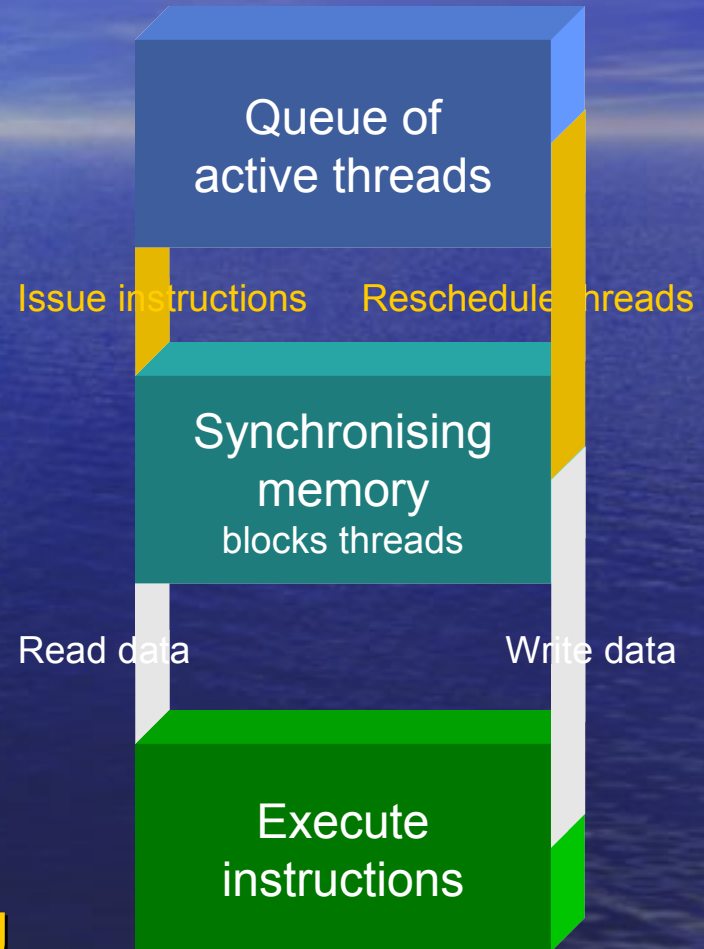 Queue of
active threads
Issue instructions Reschedule threads
Synchronising
memory
blocks threads
Read data Write data
Execute
instructions